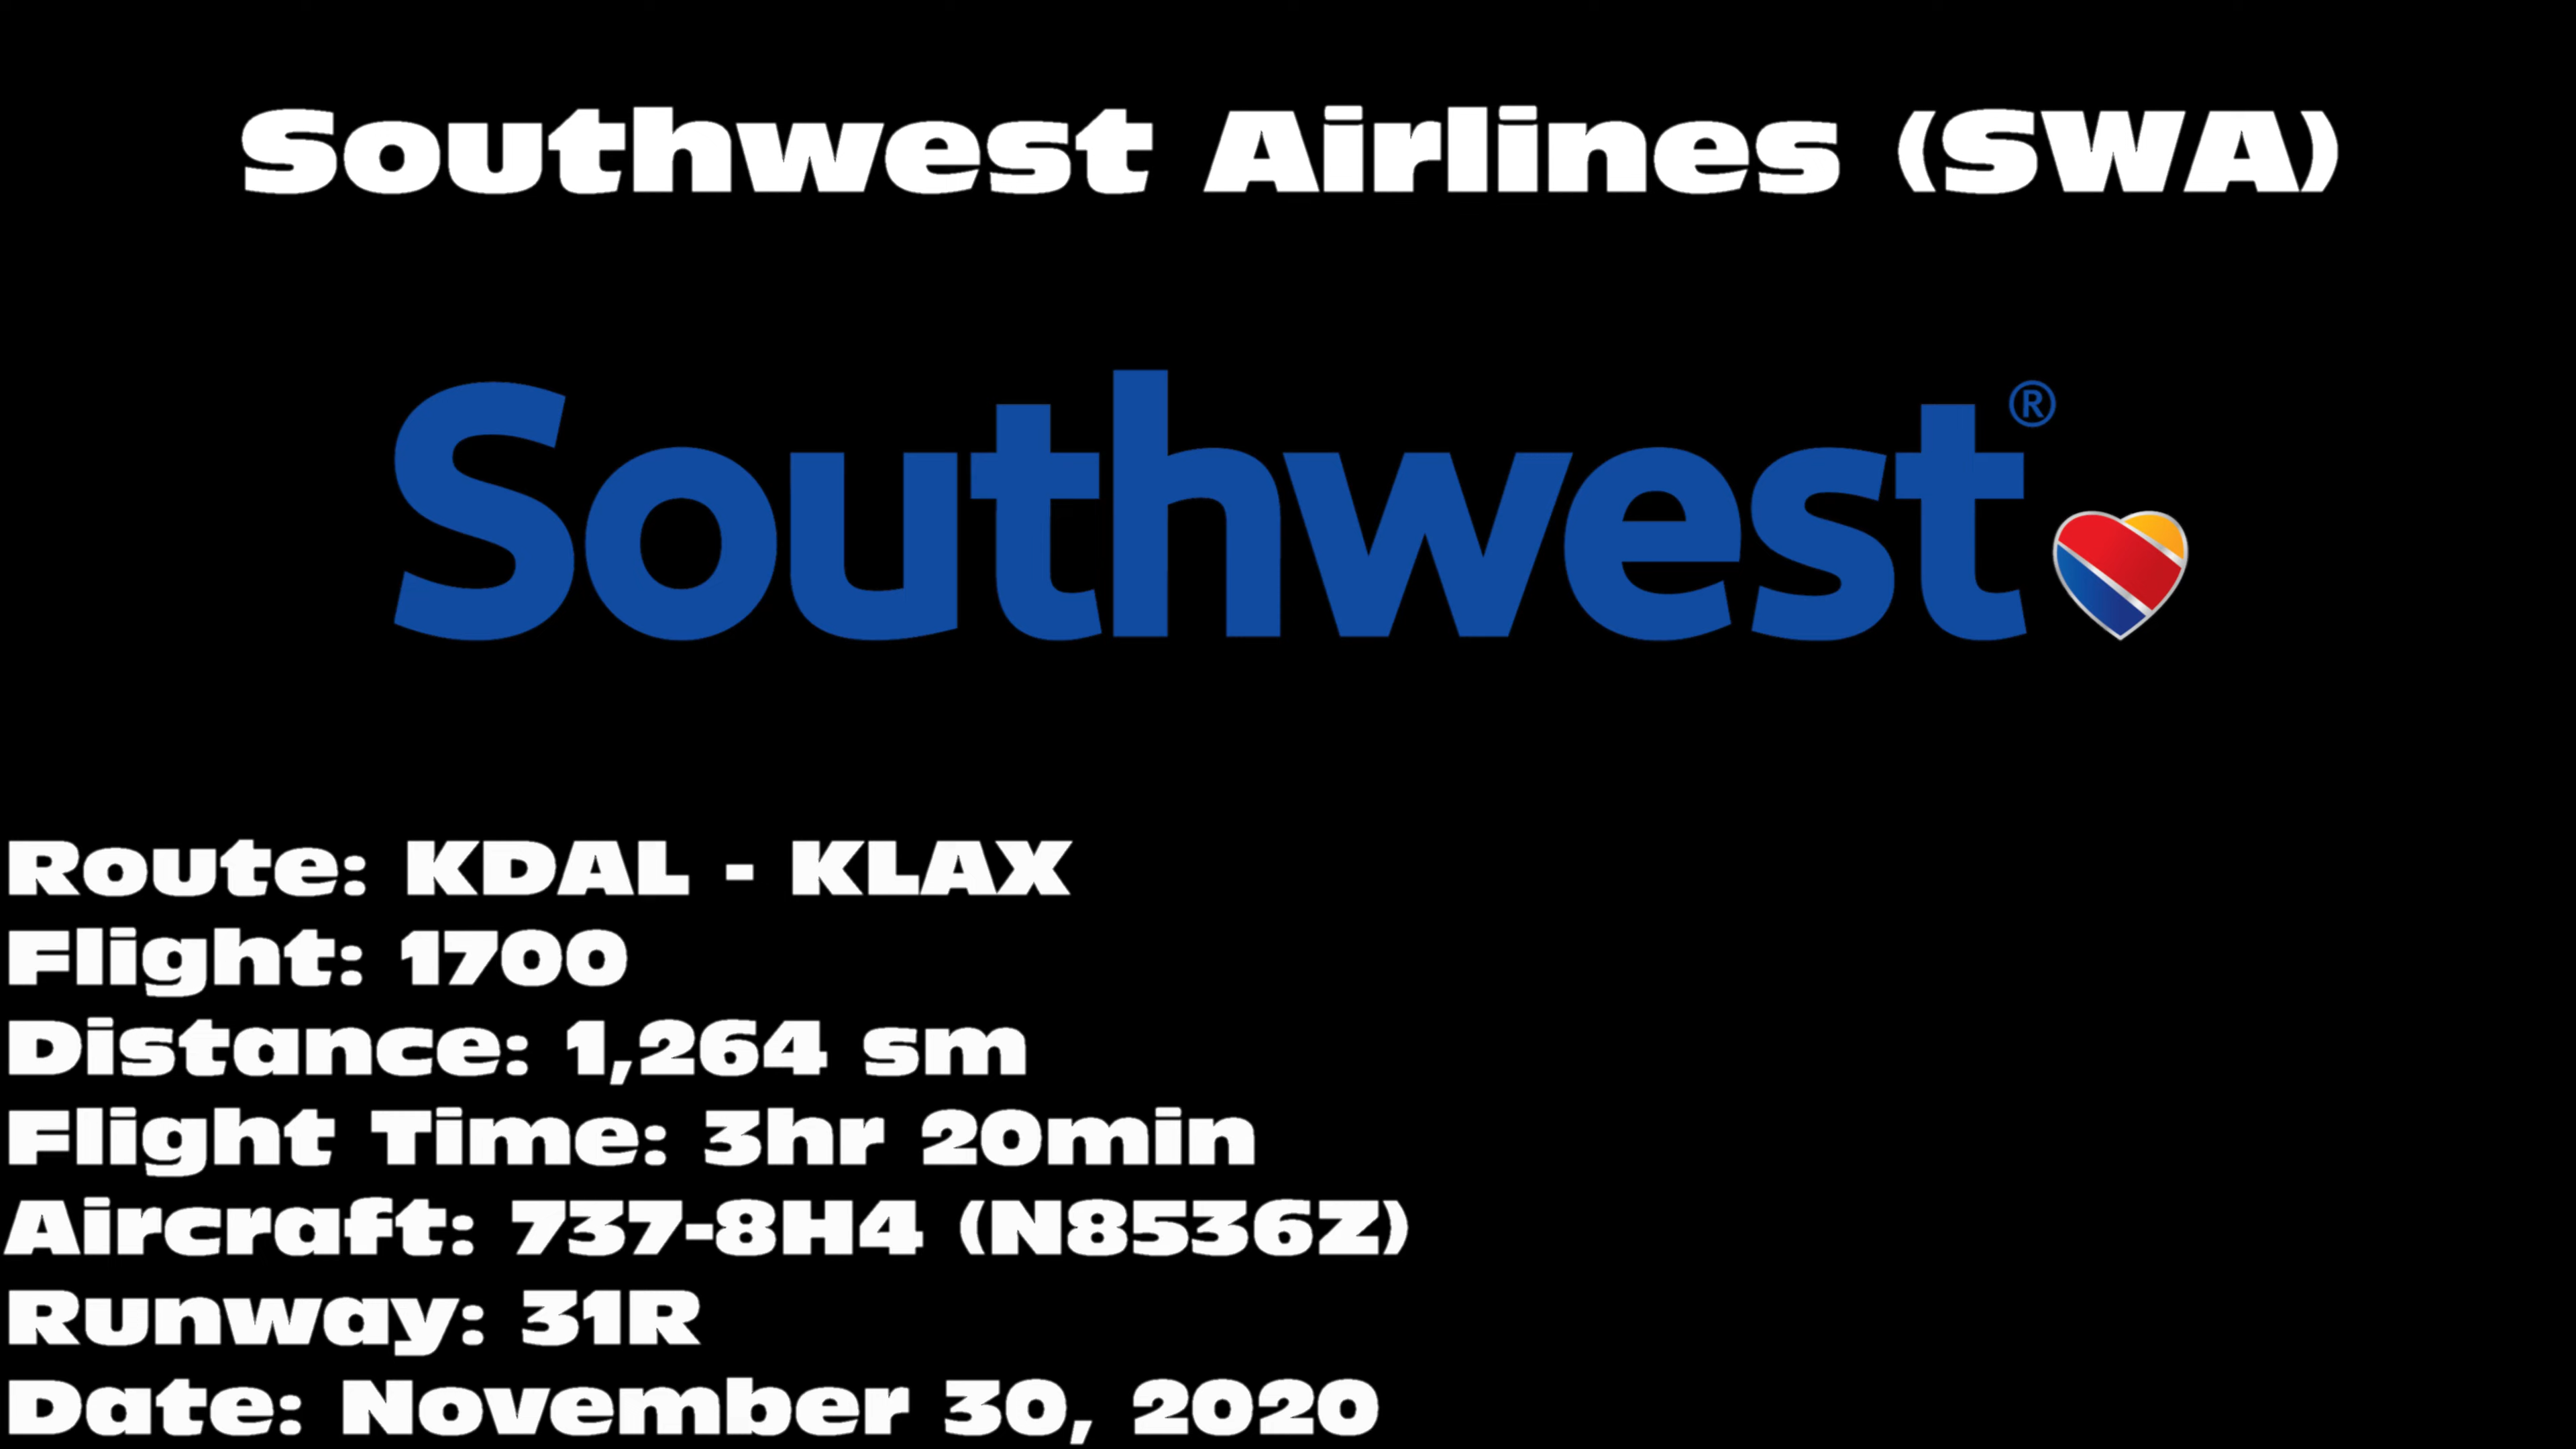 Southwest Airlines (SWA)
Southwest®
Route: KDAL - KLAX
Flight: 1700
Distance: 1,264 sm
Flight Time: 3hr 20min
Aircraft: 737-8H4 (N8536Z)
Runway: 31R
Date: November 30, 2020